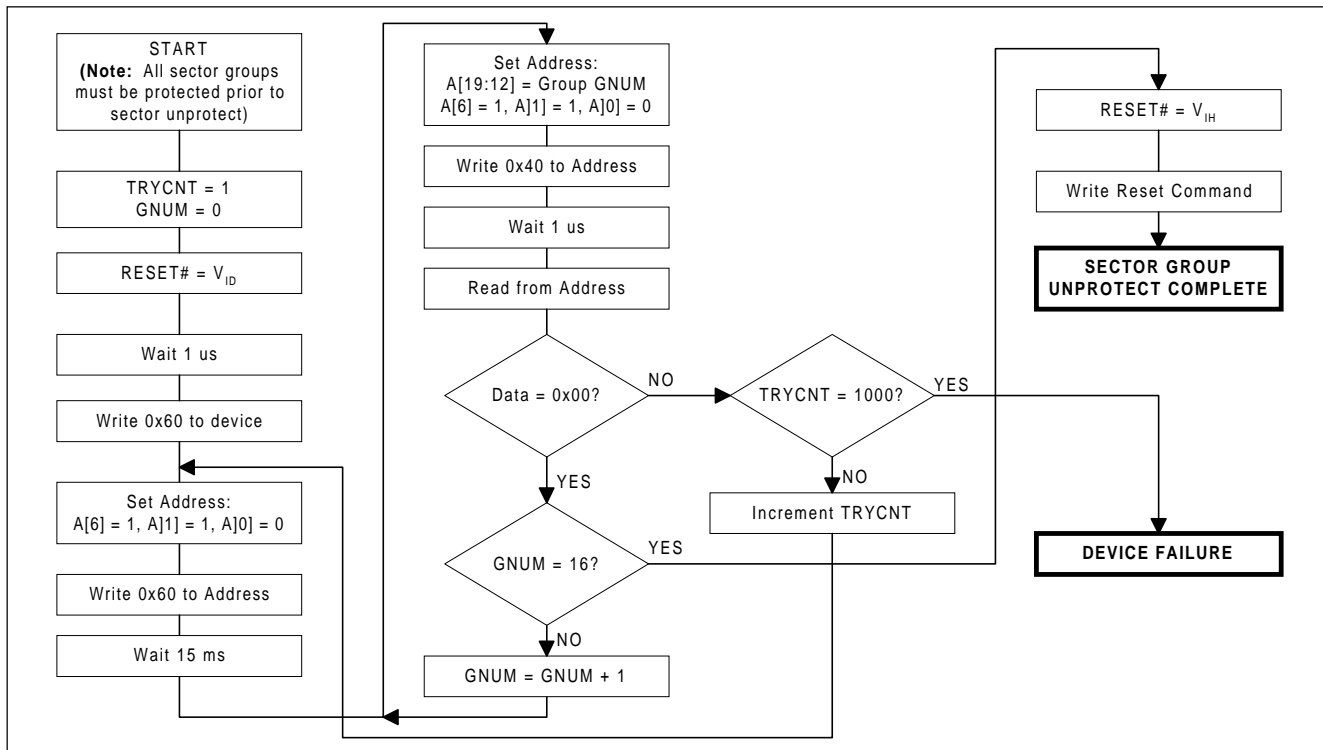 START
(Note: All sector groups
must be protected prior to
sector unprotect)
TRYCNT = 1
GNUM = 0
RESET# = VID
Wait 1 us
Write 0x60 to device
Set Address:
A[6] = 1, A]1] = 1, A]0] = 0
Write 0x60 to Address
Wait 15 ms
Set Address:
A[19:12] = Group GNUM
A[6] = 1, A]1] = 1, A]0] = 0
Write 0x40 to Address
Wait 1 us
Read from Address
Data = 0x00?
NO
YES
GNUM = 16?
YES
NO
GNUM = GNUM + 1
TRYCNT = 1000?
YES
NO
Increment TRYCNT
RESET# = VIH
Write Reset Command
SECTOR GROUP
UNPROTECT COMPLETE
DEVICE FAILURE